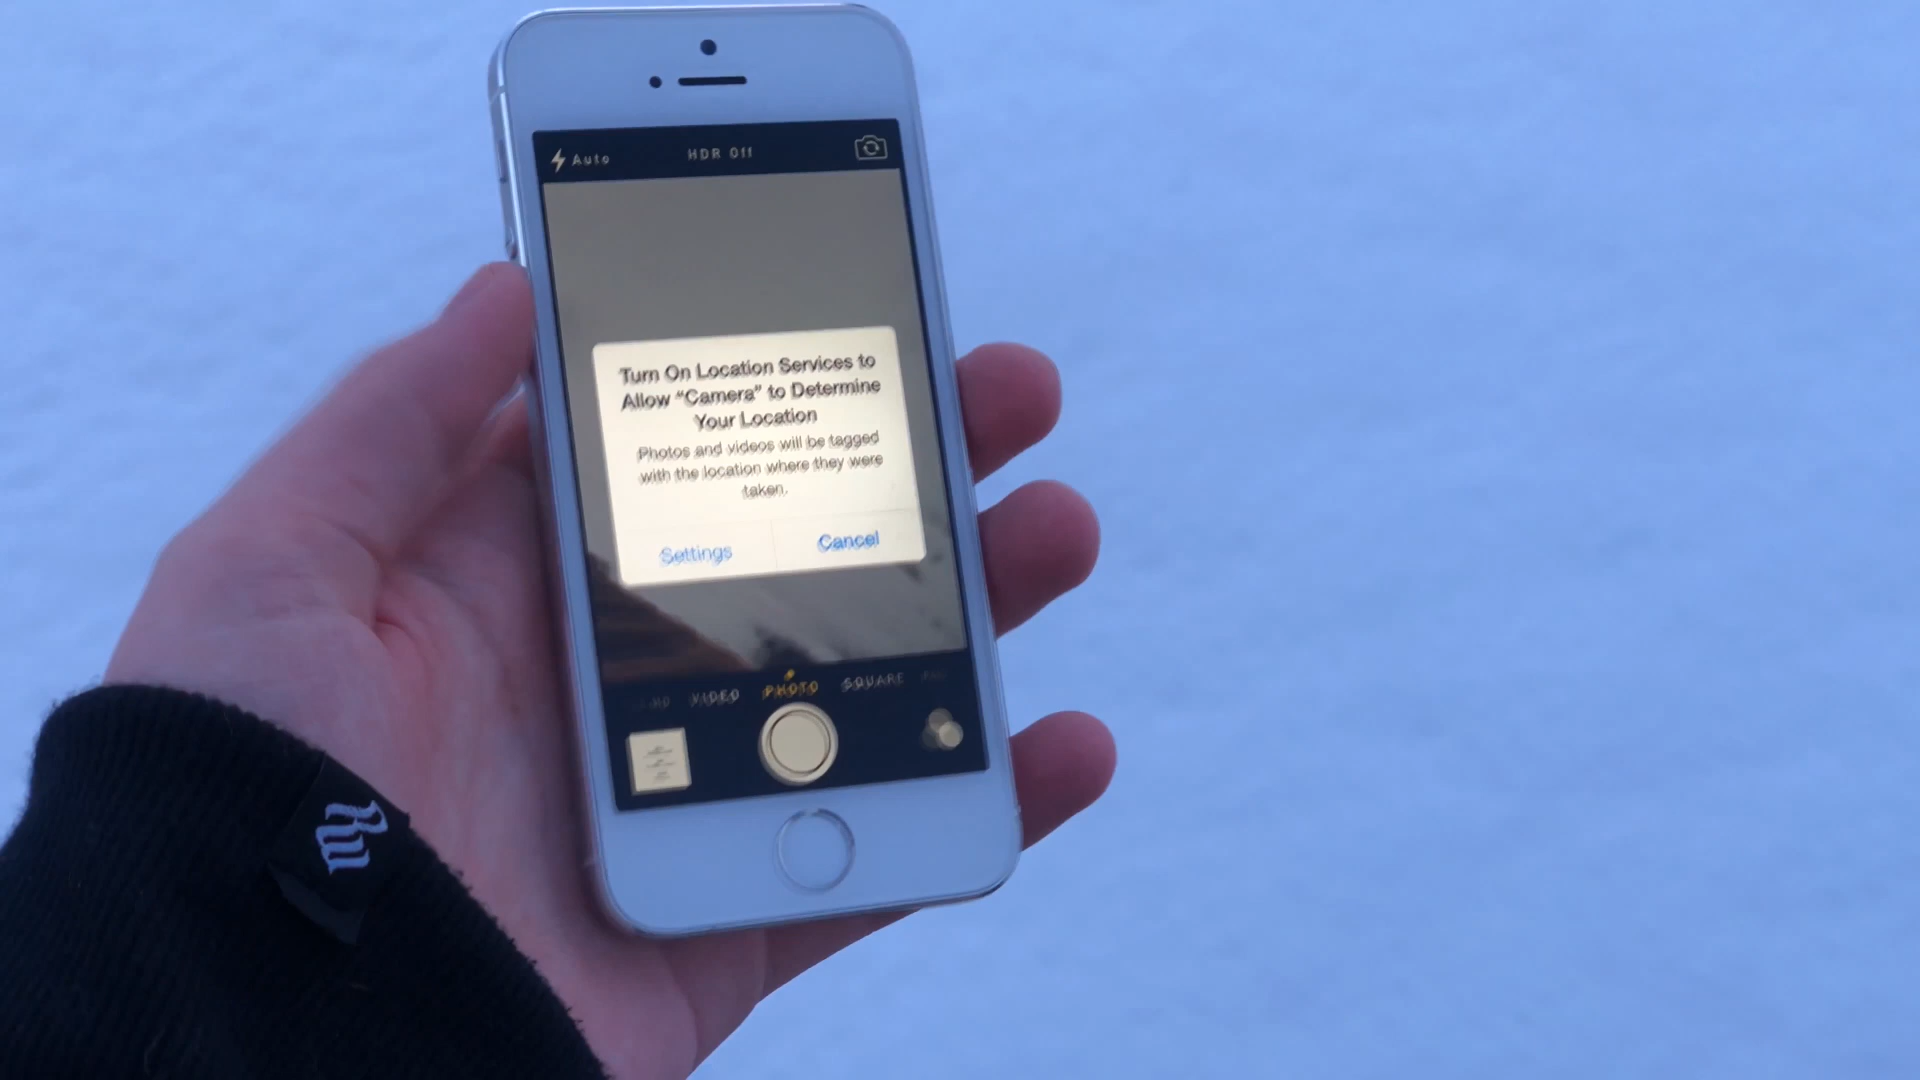 Auto
HDR Off
Turn On Location Services to
Allow “Camera” to Determine
Your Location
Photos and videos will be tagged
with the location where they were
taken.
Settings
Cancel
VIDEO
PHOTO
SQUARE